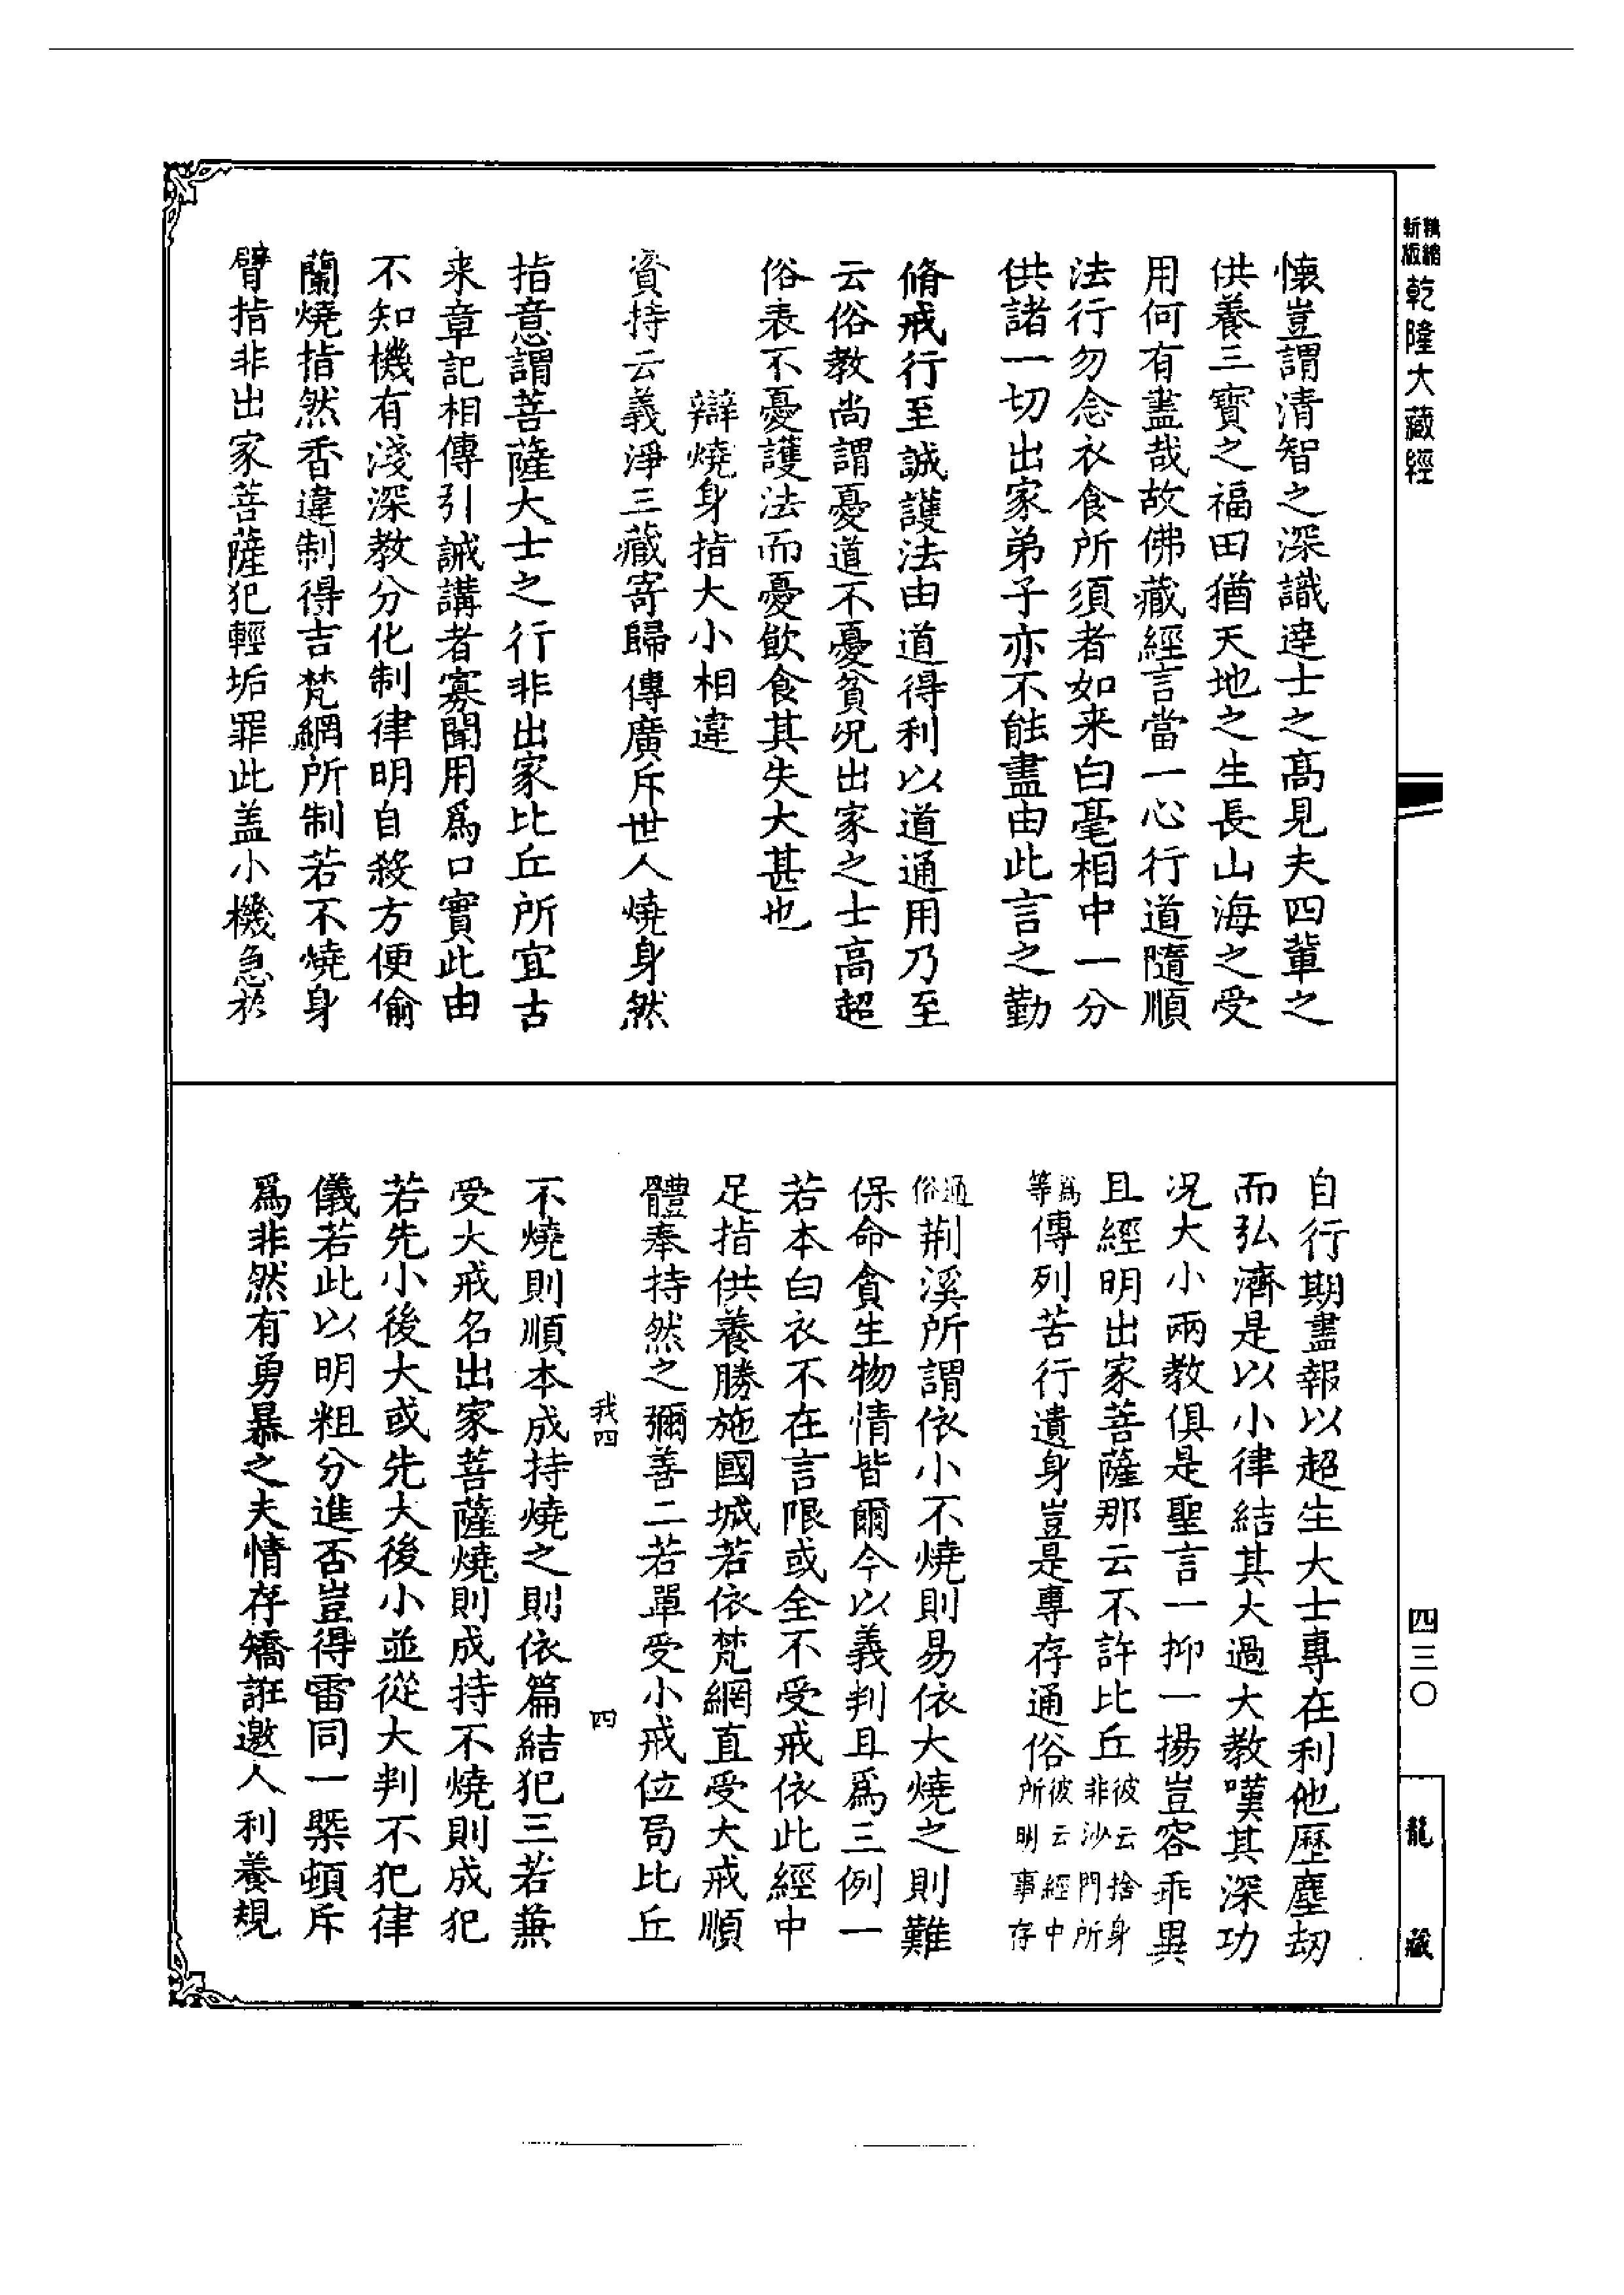 精縮新版乾隆大藏經
四三〇
龍藏
懷豈謂清智之深識達士之高見夫四輩之
供養三寶之福田猶天地之生長山海之受
用何有盡哉故佛藏經言當一心行道隨順
法行勿念衣食所須者如来白毫相中一分
供諸一切出家弟子亦不能盡由此言之勤
脩戒行至誠護法由道得利以道通用乃至
云俗教尚謂憂道不憂貧況出家之士高超
俗表不憂護法而憂飲食其失大甚也
辯燒身指大小相違
資持云義淨三藏寄歸傳廣斥世人燒身然
指意謂菩薩大士之行非出家比丘所宜古
来章記相傳引誡講者寡聞用爲口實此由
不知機有淺深教分化制律明自殺方便偷
蘭燒指然香違制得吉梵網所制若不燒身
臂指非出家菩薩犯輕垢罪此盖小機急於
自行期盡報以超生大士專在利他歷塵劫
而弘濟是以小律結其大過大教嘆其深功
況大小兩教俱是聖言一抑一揚豈容乖異
且經明出家菩薩那云不許比丘彼云捨身非沙門所
爲等傳列苦行遺身豈是專存通俗彼云經中所明事存
通俗荆溪所謂依小不燒則易依大燒之則難
保命貪生物情皆爾今以義判且爲三例一
若本白衣不在言限或全不受戒依此經中
足指供養勝施國城若依梵網直受大戒順
體奉持然之彌善二若單受小戒位局比丘
我四　四
不燒則順本成持燒之則依篇結犯三若兼
受大戒名出家菩薩燒則成持不燒則成犯
若先小後大或先大後小並從大判不犯律
儀若此以明粗分進否豈得雷同一槩頓斥
爲非然有勇暴之夫情存矯誑邀人利養規